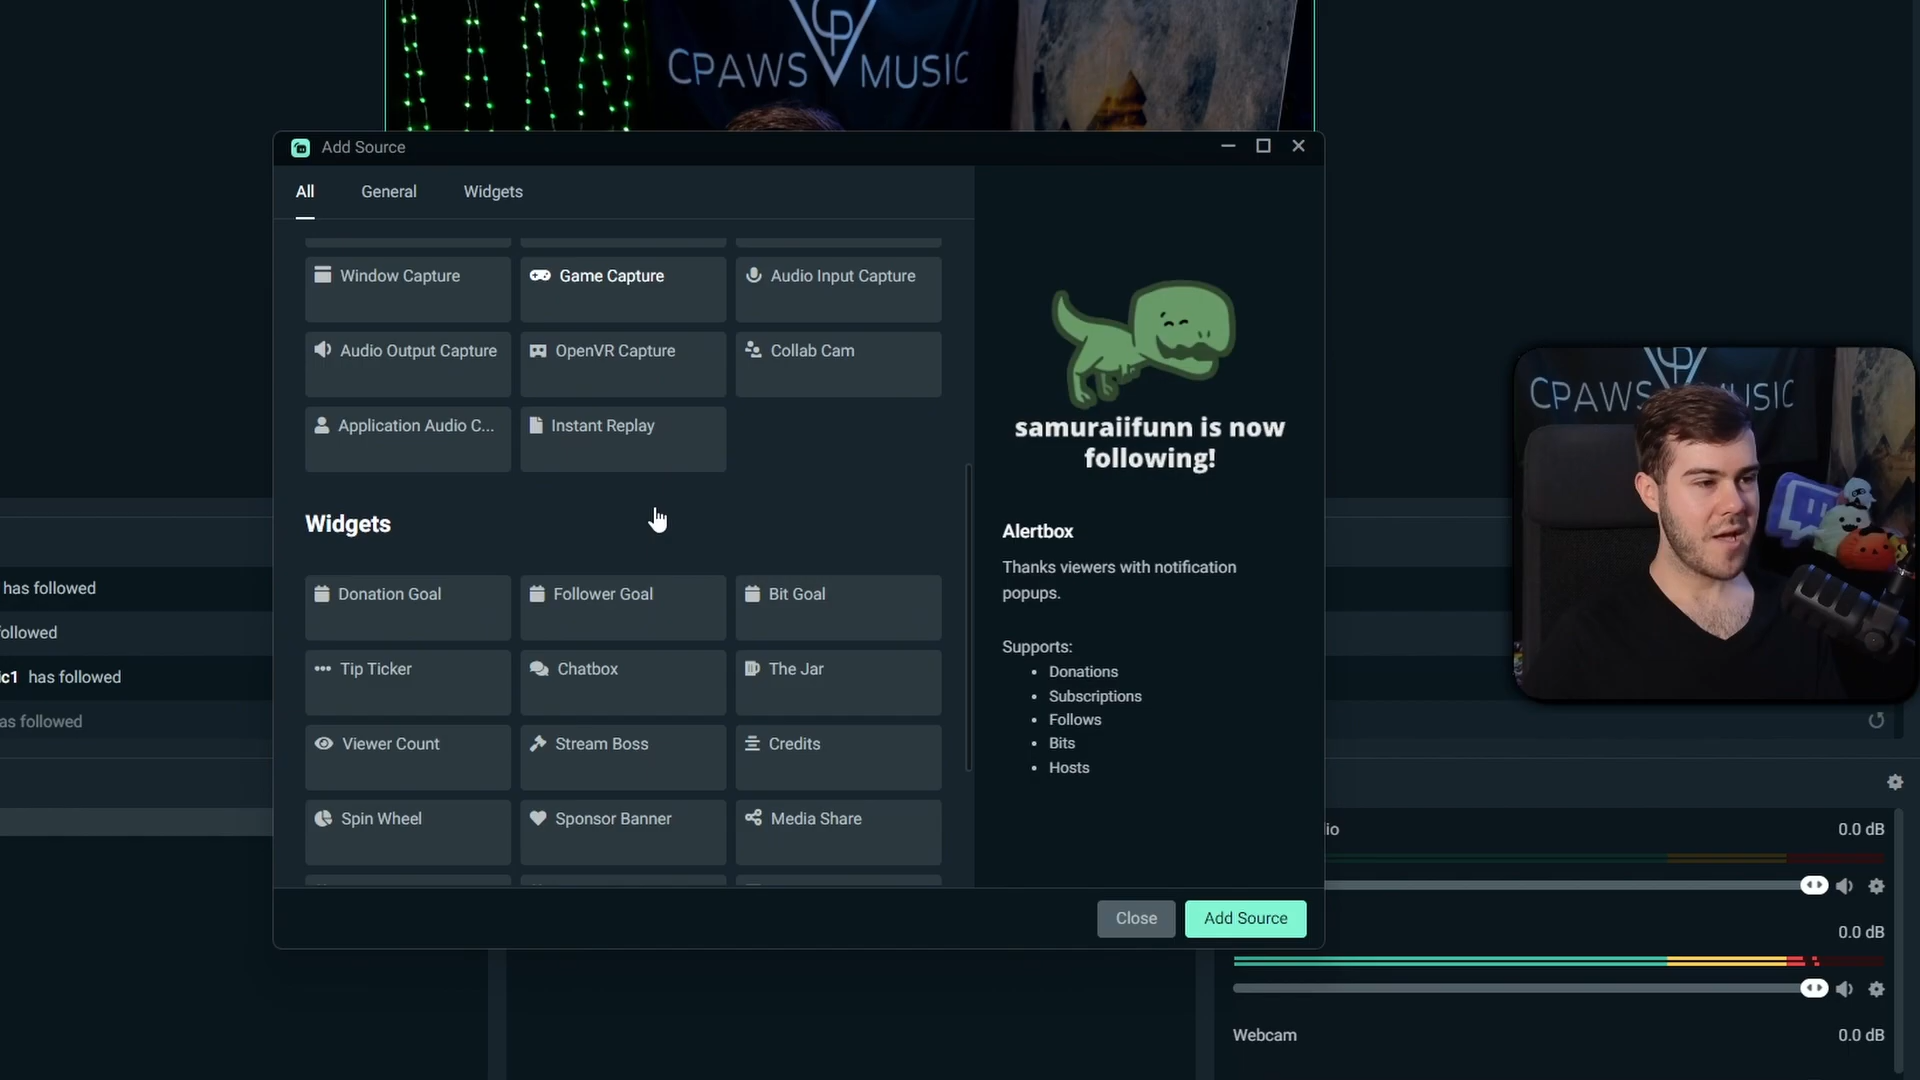 CPAWS MUSIC
Add Source
All General Widgets
Window Capture Game Capture Audio Input Capture
Audio Output Capture OpenVR Capture Collab Cam
Application Audio C... Instant Replay
Widgets
Donation Goal Follower Goal Bit Goal
Tip Ticker Chatbox The Jar
Viewer Count Stream Boss Credits
Spin Wheel Sponsor Banner Media Share
samuraiifunn is now
following!
Alertbox
Thanks viewers with notification
popups.
Supports:
• Donations
• Subscriptions
• Follows
• Bits
• Hosts
Close Add Source
has followed
ollowed
ic1 has followed
as followed
CPAWS MUSIC
io 0.0 dB
0.0 dB
Webcam 0.0 dB